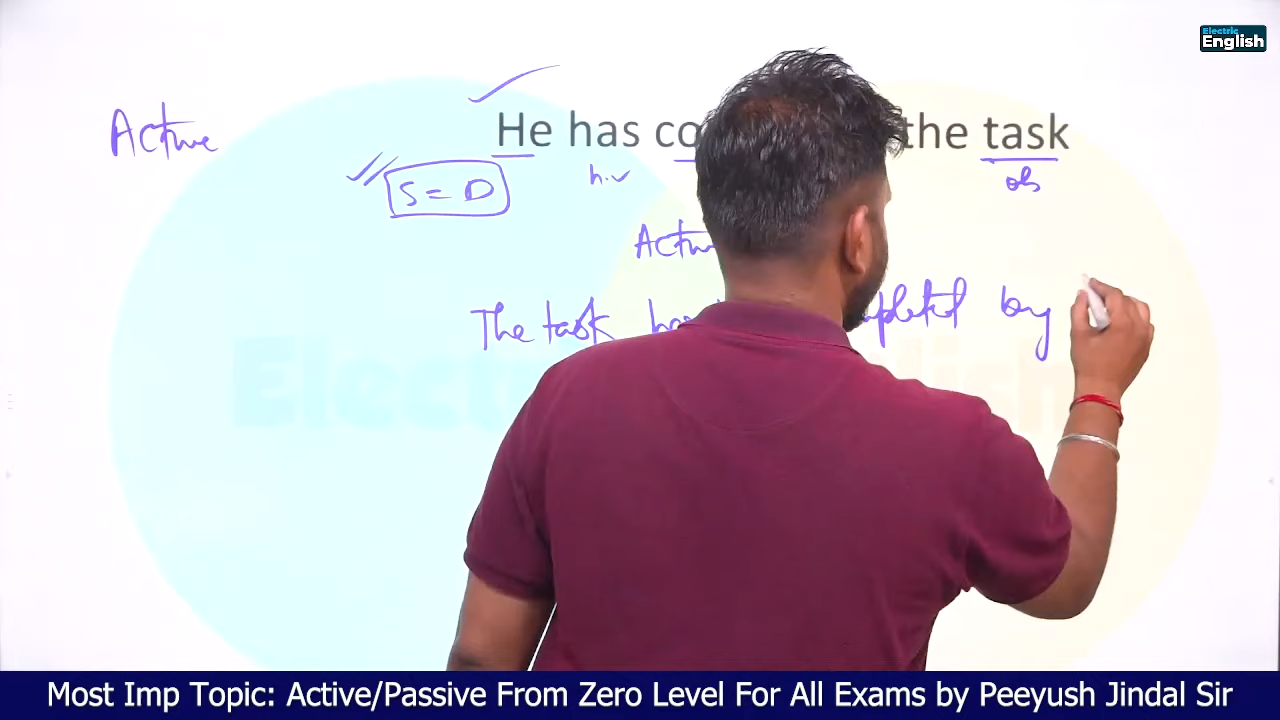 Electric
English
Active
He has co the task
S = D
h.v
ob
Activ
The task mpleted by
Most Imp Topic: Active/Passive From Zero Level For All Exams by Peeyush Jindal Sir